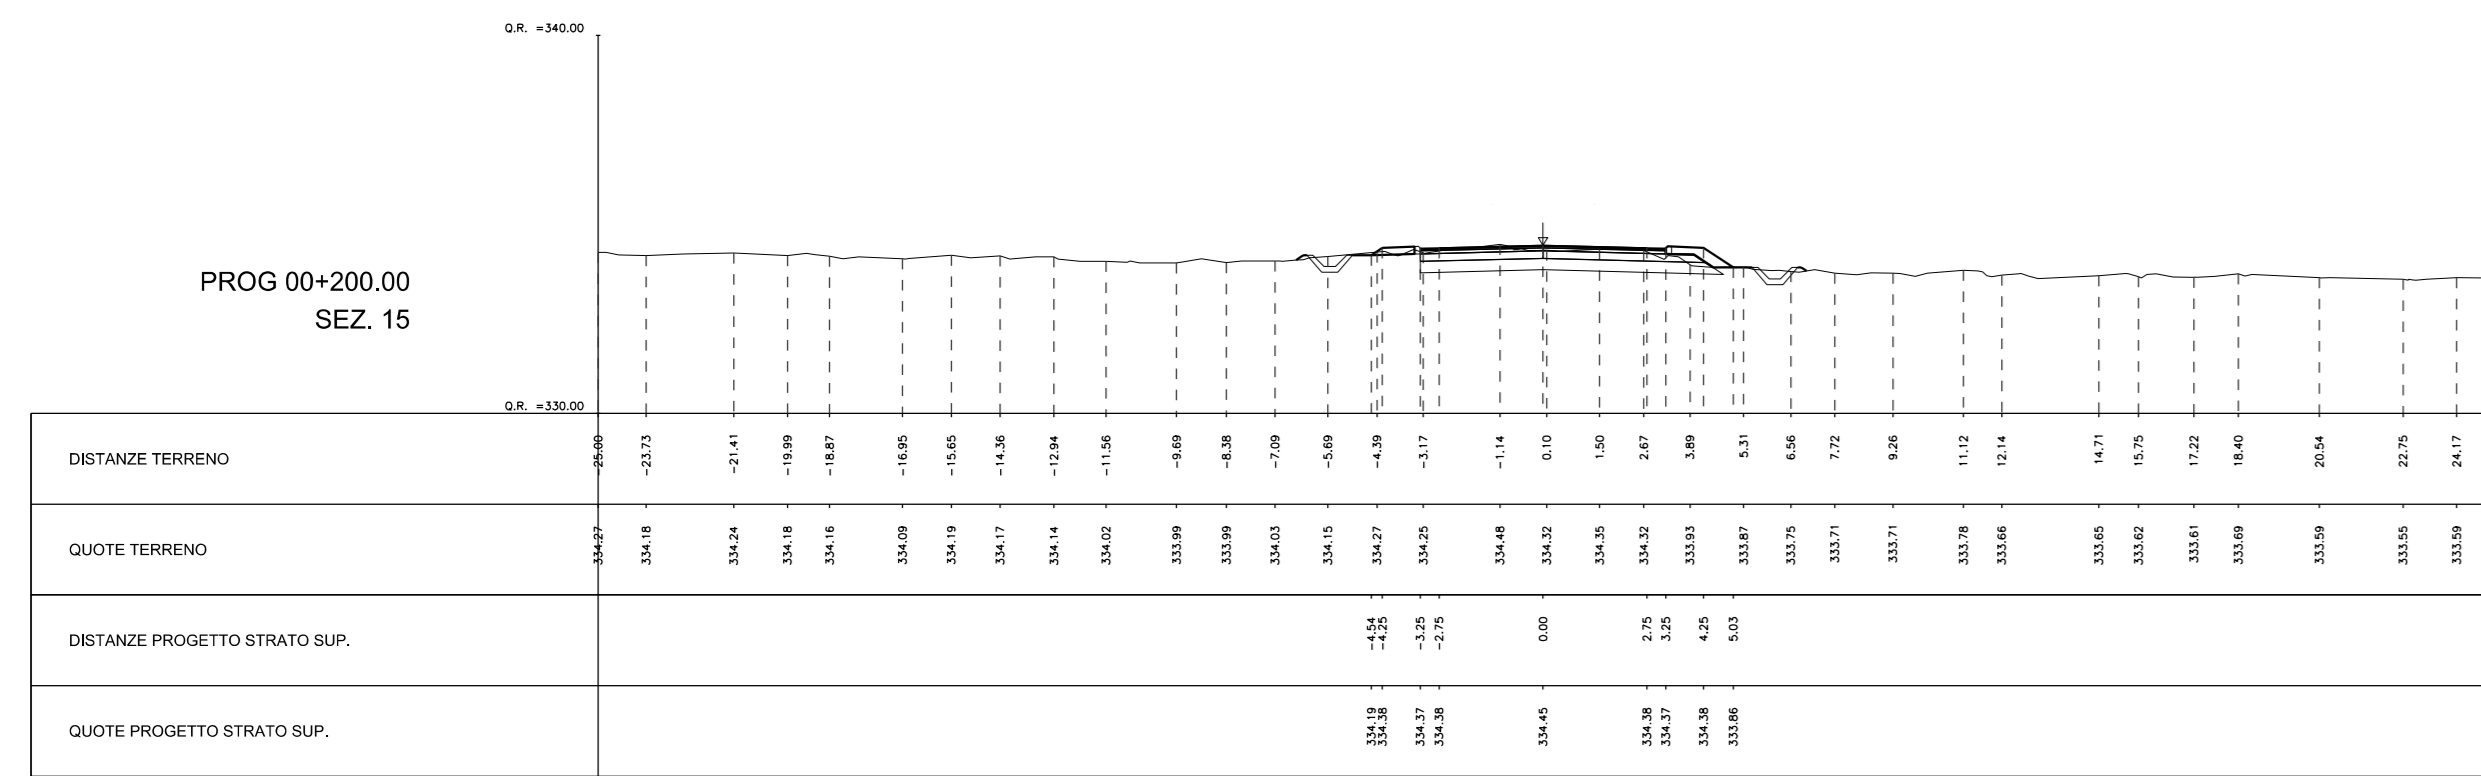 Q.R. =340.00
PROG 00+200.00
SEZ. 15
Q.R. =330.00
DISTANZE TERRENO -25.00 -23.73 -21.41 -19.99 -18.87 -16.95 -15.65 -14.36 -12.94 -11.56 -9.69 -8.38 -7.09 -5.69 -4.39 -3.17 -1.14 0.10 1.50 2.67 3.89 5.31 6.56 7.72 9.26 11.12 12.14 14.71 15.75 17.22 18.40 20.54 22.75 24.17
QUOTE TERRENO 334.27 334.18 334.24 334.18 334.16 334.09 334.19 334.17 334.14 334.02 333.99 333.99 334.03 334.15 334.27 334.25 334.48 334.32 334.35 334.32 333.93 333.87 333.75 333.71 333.71 333.78 333.66 333.65 333.62 333.61 333.69 333.59 333.55 333.59
DISTANZE PROGETTO STRATO SUP. -4.54 -4.25 -3.25 -2.75 0.00 2.75 3.25 4.25 5.03
QUOTE PROGETTO STRATO SUP. 334.19 334.38 334.37 334.38 334.45 334.38 334.37 334.38 333.86